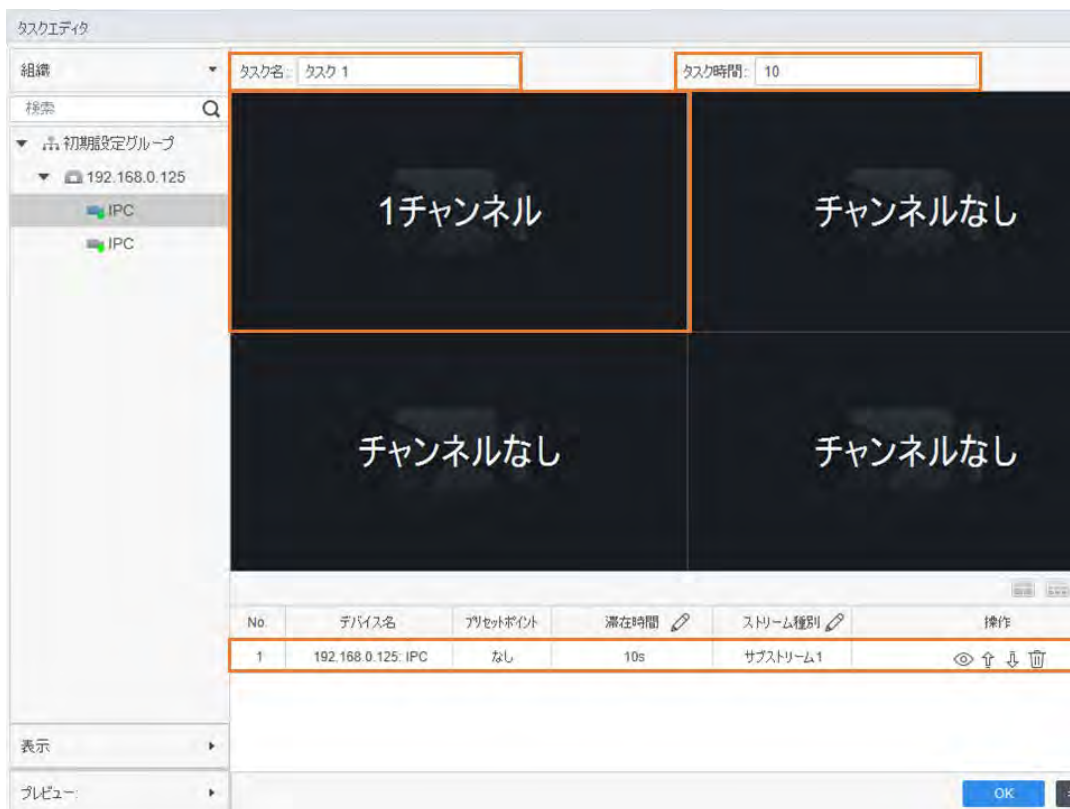 タスクエディタ
組織
タスク名: タスク 1
タスク時間: 10
検索
初期設定グループ
192.168.0.125
IPC
IPC
1チャンネル
チャンネルなし
チャンネルなし
チャンネルなし
No. デバイス名 プリセットポイント 滞在時間 ストリーム種別 操作
1 192.168.0.125: IPC なし 10s サブストリーム1
表示
プレビュー
OK